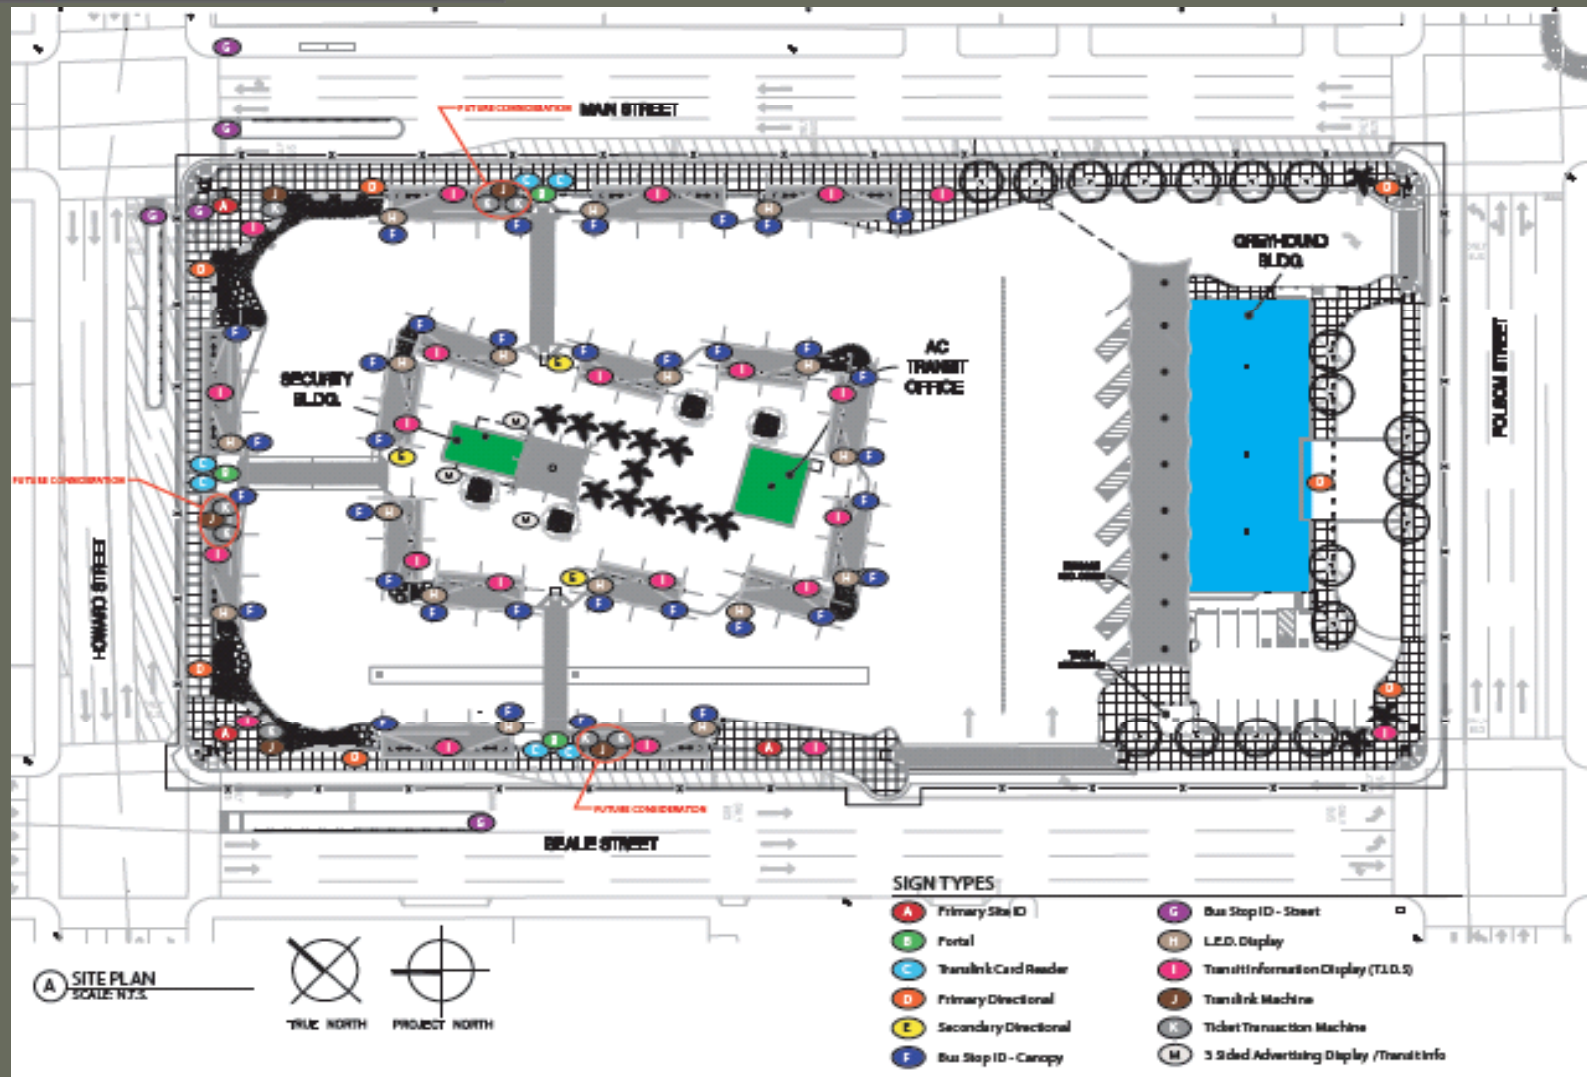 G
FUTURE CONSIDERATION
MAIN STREET
G
GREYHOUND
BLDG.
AC
TRANSIT
OFFICE
SECURITY
BLDG.
FOLSOM STREET
FUTURE CONSIDERATION
HOWARD STREET
TRASH
FUTURE CONSIDERATION
BEALE STREET
SIGN TYPES
A Primary Site ID
B Portal
C Translink Card Reader
D Primary Directional
E Secondary Directional
F Bus Stop ID - Canopy
G Bus Stop ID - Street
H L.E.D. Display
I Transit Information Display (T.I.D.S)
J Translink Machine
K Ticket Transaction Machine
M 3 Sided Advertising Display / Transit Info
A SITE PLAN
SCALE: N.T.S.
TRUE NORTH
PROJECT NORTH